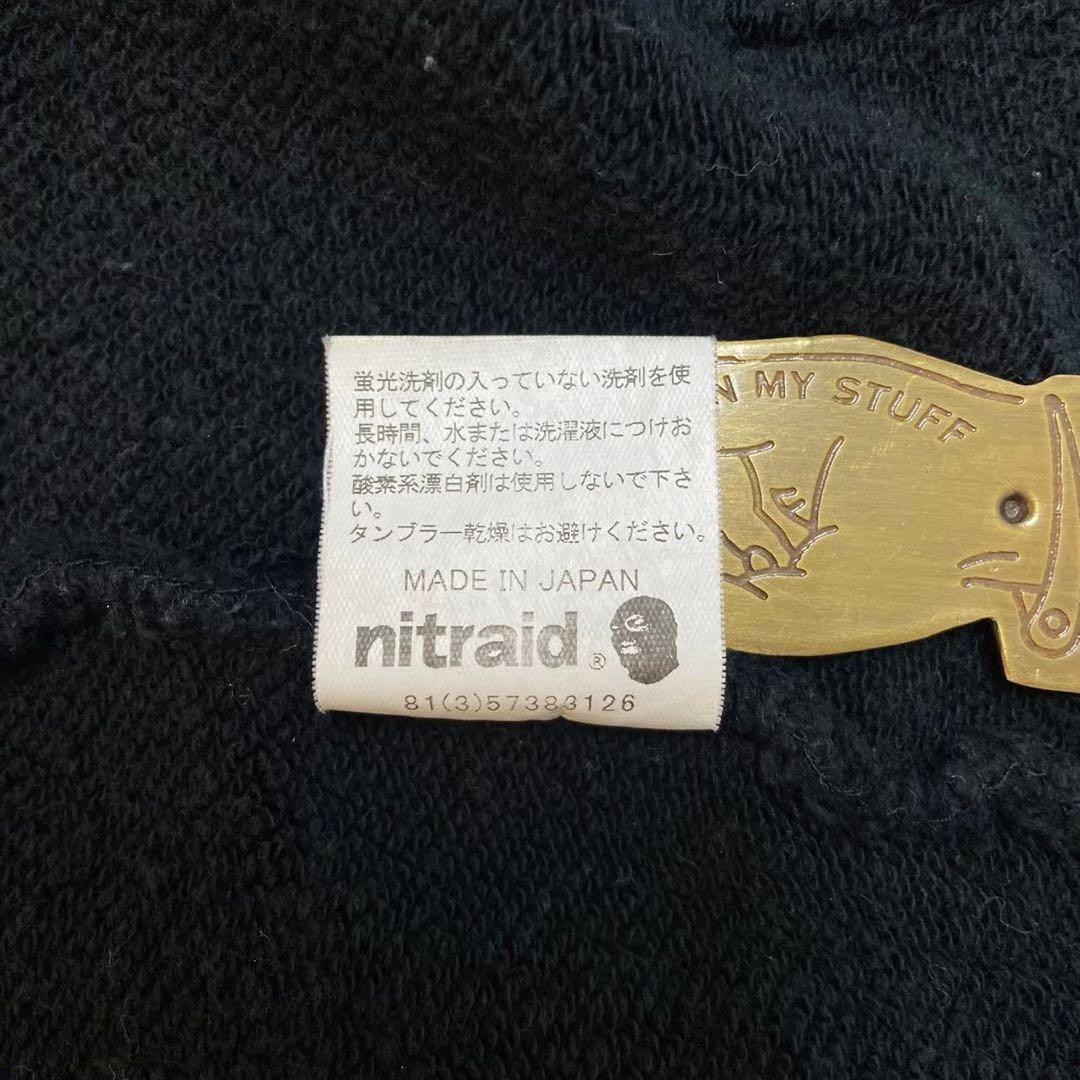 蛍光洗剤の入っていない洗剤を使
用してください。
長時間、水または洗濯液につけお
かないでください。
酸素系漂白剤は使用しないで下さ
い。
タンブラー乾燥はお避けください。
MADE IN JAPAN
nitraid®
81(3)57383126
N MY STUFF